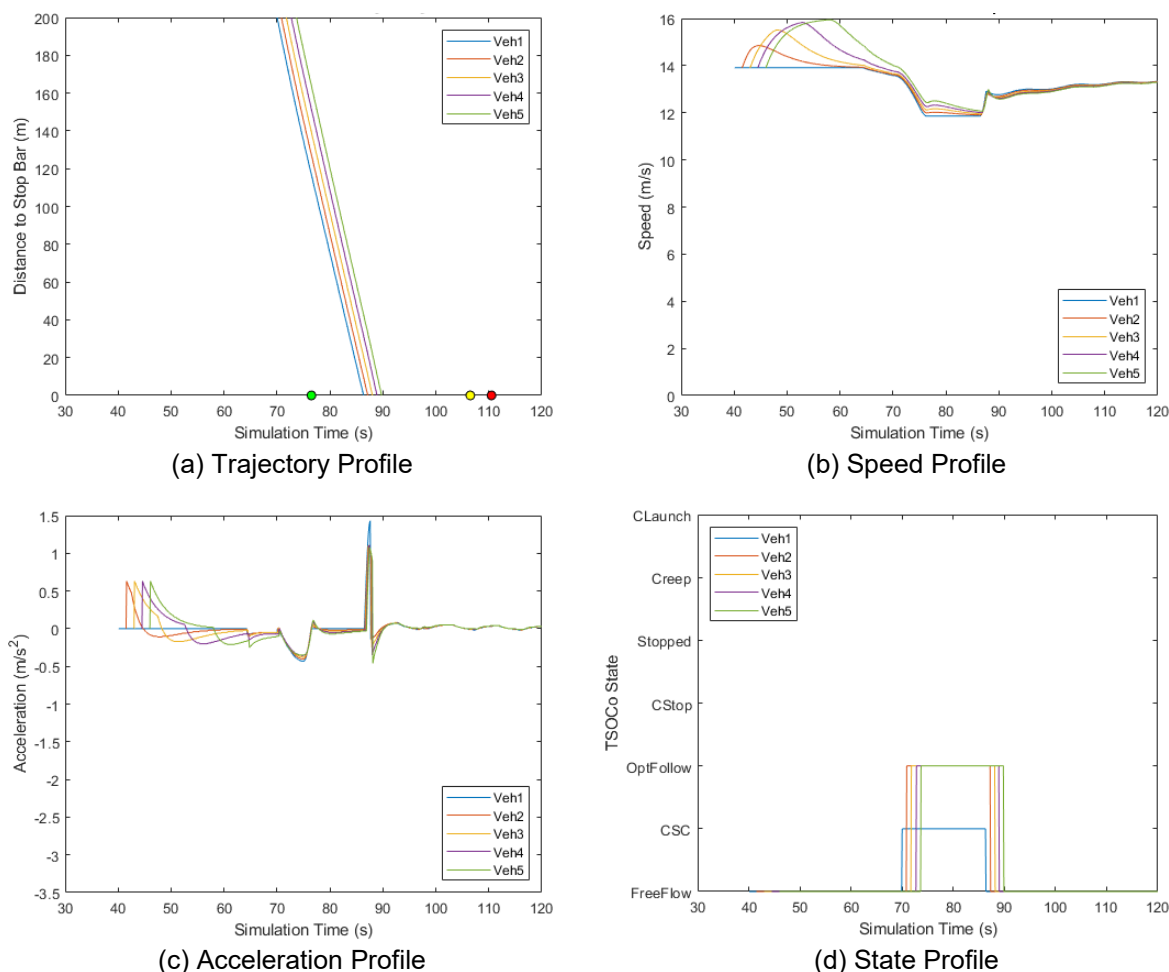 200
180
160
140
120
100
80
60
40
20
0
Distance to Stop Bar (m)
Veh1
Veh2
Veh3
Veh4
Veh5
30 40 50 60 70 80 90 100 110 120
Simulation Time (s)
(a) Trajectory Profile
16
14
12
10
8
6
4
2
0
Speed (m/s)
Veh1
Veh2
Veh3
Veh4
Veh5
30 40 50 60 70 80 90 100 110 120
Simulation Time (s)
(b) Speed Profile
1.5
1
0.5
0
-0.5
-1
-1.5
-2
-2.5
-3
-3.5
Acceleration (m/s²)
Veh1
Veh2
Veh3
Veh4
Veh5
30 40 50 60 70 80 90 100 110 120
Simulation Time (s)
(c) Acceleration Profile
CLaunch
Creep
Stopped
CStop
OptFollow
CSC
FreeFlow
TSOCo State
Veh1
Veh2
Veh3
Veh4
Veh5
30 40 50 60 70 80 90 100 110 120
Simulation Time (s)
(d) State Profile